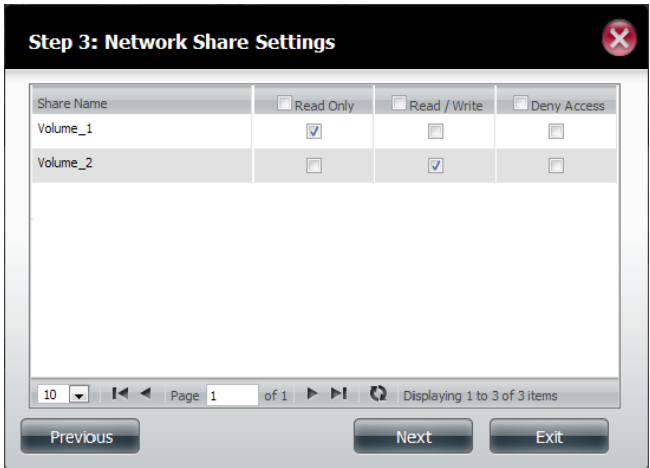 Step 3: Network Share Settings
Share Name Read Only Read / Write Deny Access
Volume_1
Volume_2
10 Page 1 of 1 Displaying 1 to 3 of 3 items
Previous Next Exit